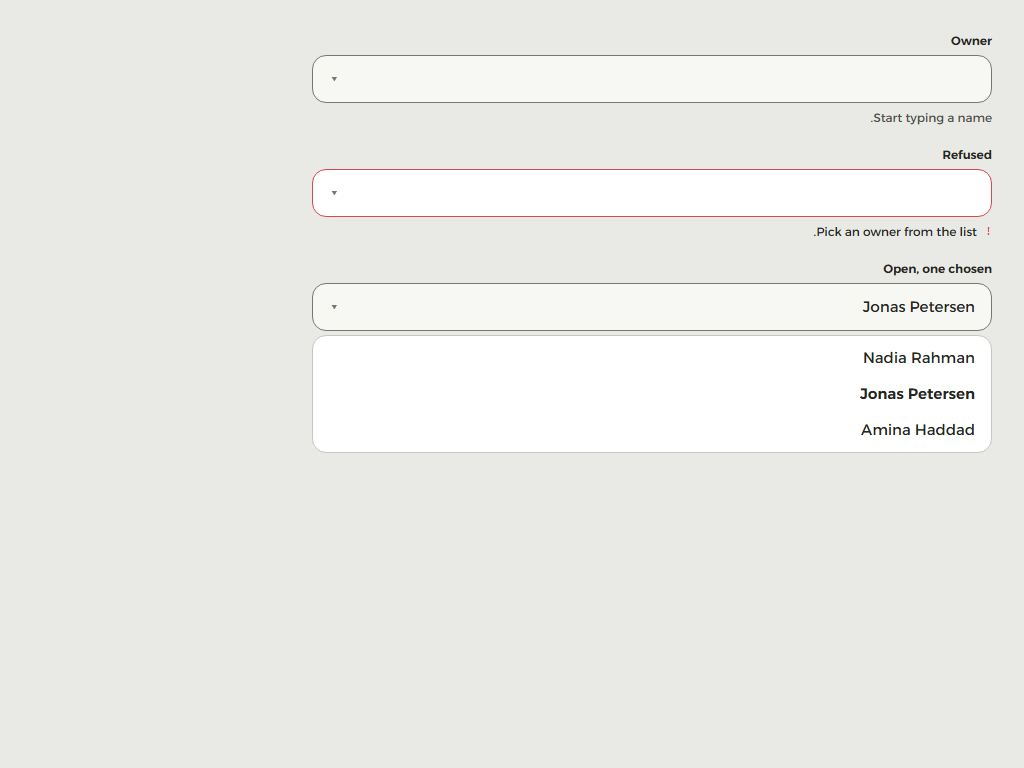 Owner
.Start typing a name
Refused
! .Pick an owner from the list
Open, one chosen
Jonas Petersen
Nadia Rahman
Jonas Petersen
Amina Haddad